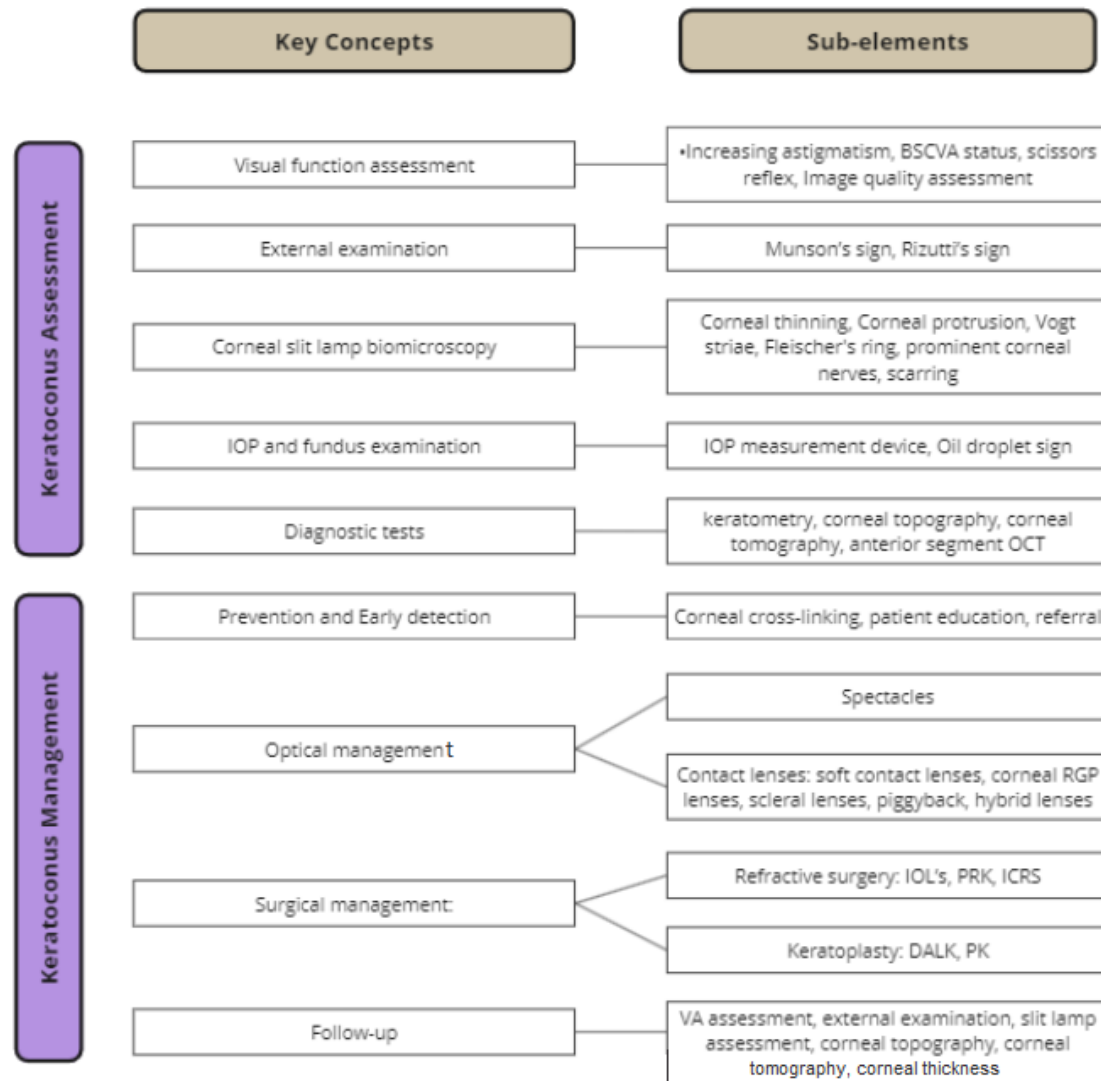 Key Concepts
Sub-elements
Keratoconus Assessment
Visual function assessment
•Increasing astigmatism, BSCVA status, scissors
reflex, Image quality assessment
External examination
Munson's sign, Rizutti's sign
Corneal slit lamp biomicroscopy
Corneal thinning, Corneal protrusion, Vogt
striae, Fleischer's ring, prominent corneal
nerves, scarring
IOP and fundus examination
IOP measurement device, Oil droplet sign
Diagnostic tests
keratometry, corneal topography, corneal
tomography, anterior segment OCT
Keratoconus Management
Prevention and Early detection
Corneal cross-linking, patient education, referral
Optical management
Spectacles
Contact lenses: soft contact lenses, corneal RGP
lenses, scleral lenses, piggyback, hybrid lenses
Surgical management:
Refractive surgery: IOL's, PRK, ICRS
Keratoplasty: DALK, PK
Follow-up
VA assessment, external examination, slit lamp
assessment, corneal topography, corneal
tomography, corneal thickness